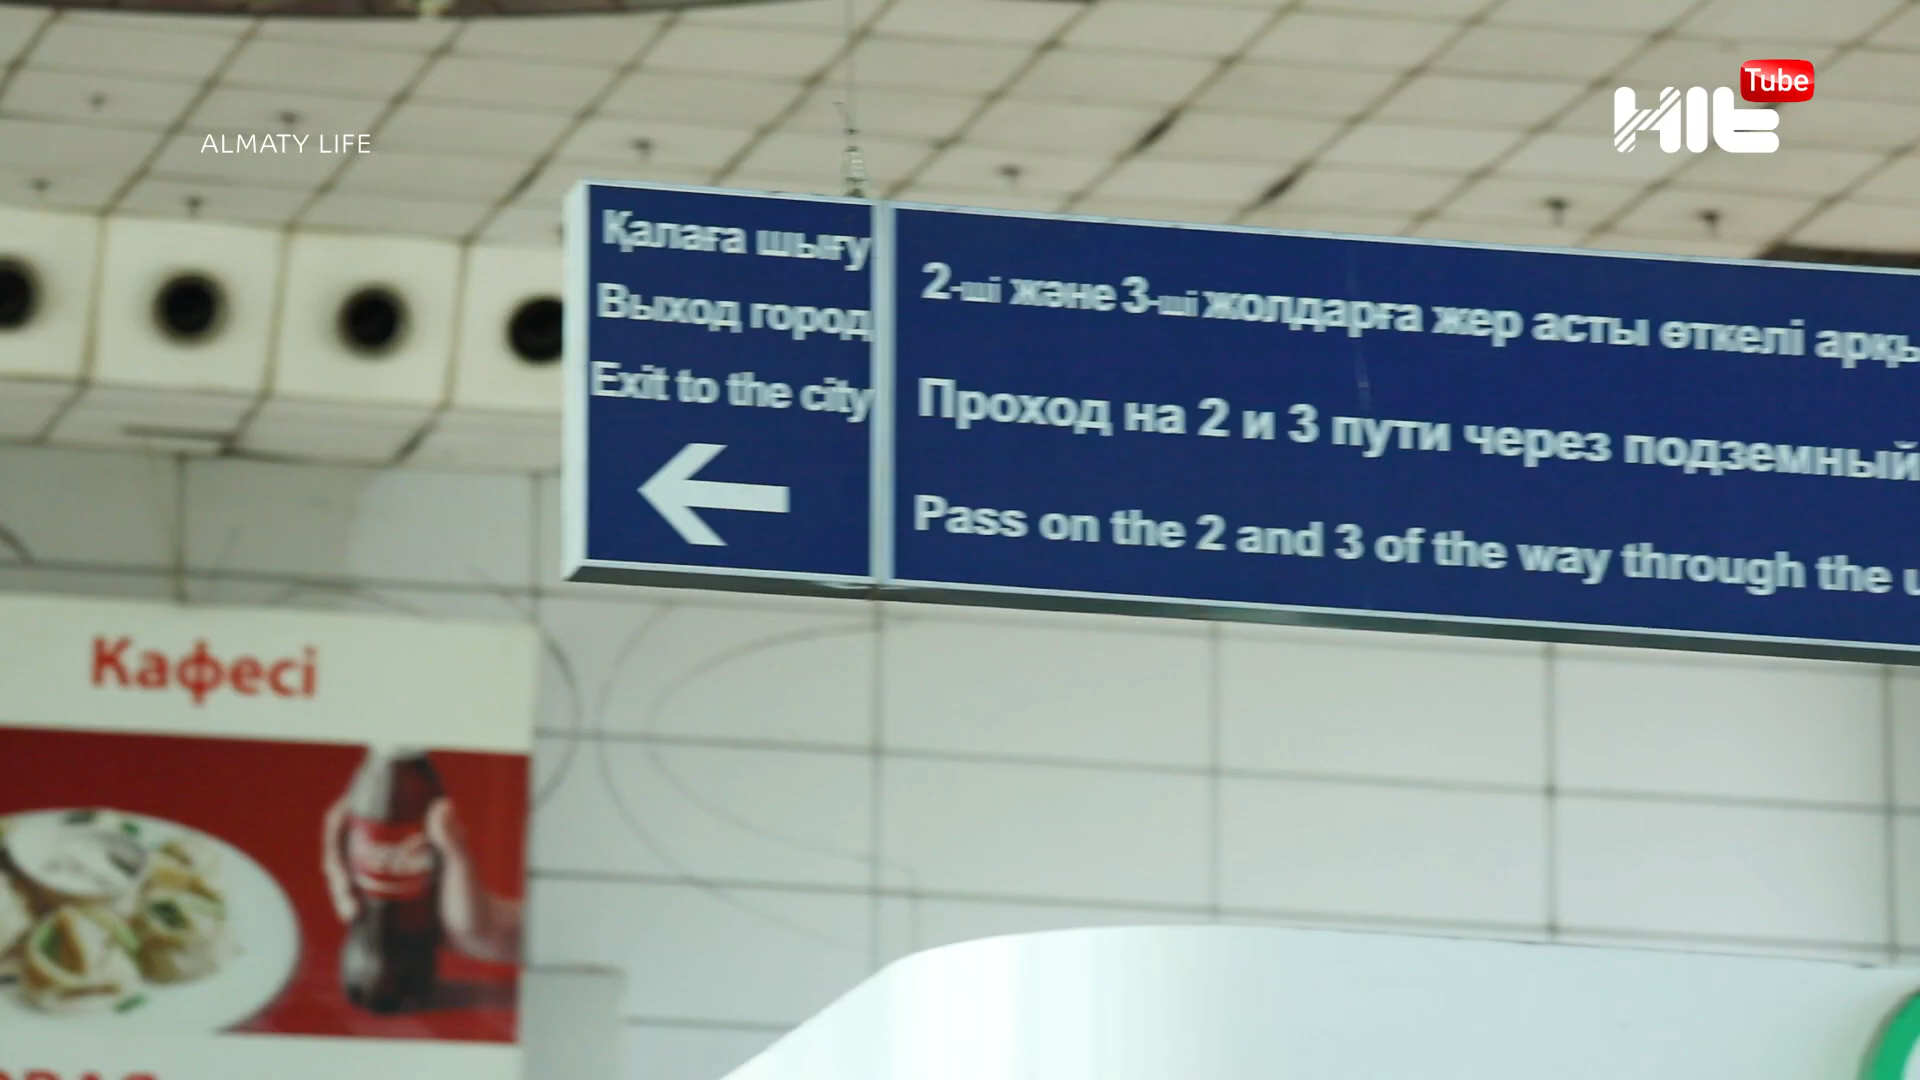 ALMATY LIFE
Hit Tube
Қалаға шығу
Выход город
Exit to the city
2-ші және 3-ші жолдарға жер асты өткелі
Проход на 2 и 3 пути через подземный
Pass on the 2 and 3 of the way through the
Кафесі
Coca-Cola